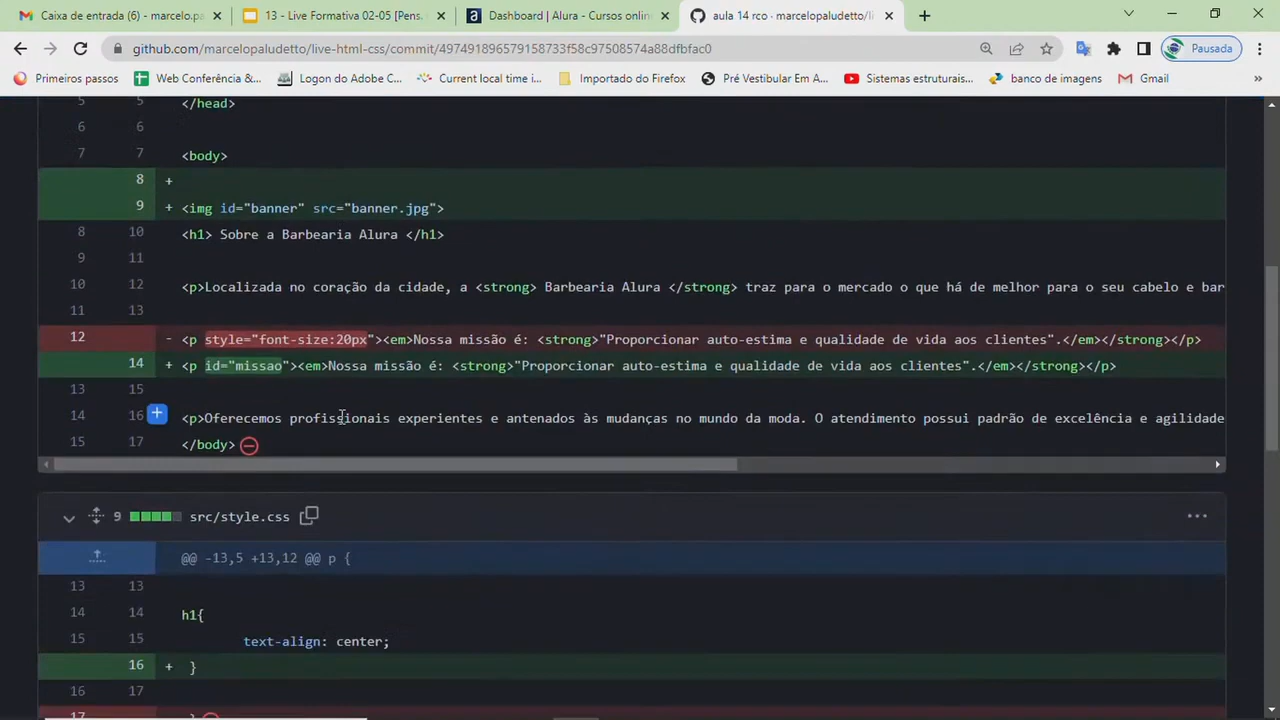 Caixa de entrada (6) - marcelo.pa
13 - Live Formativa 02-05 [Pens.
Dashboard | Alura - Cursos onlin
aula 14 rco · marcelopaludetto/li
github.com/marcelopaludetto/live-html-css/commit/497491896579158733f58c97508574a88dfbfac0
Pausada
Primeiros passos
Web Conferência &...
Logon do Adobe C...
Current local time i...
Importado do Firefox
Pré Vestibular Em A...
Sistemas estruturais...
banco de imagens
Gmail
»
5 5 </head>
6 6
7 7 <body>
8 +
9 + <img id="banner" src="banner.jpg">
8 10 <h1> Sobre a Barbearia Alura </h1>
9 11
10 12 <p>Localizada no coração da cidade, a <strong> Barbearia Alura </strong> traz para o mercado o que há de melhor para o seu cabelo e bar
11 13
12 - <p style="font-size:20px"><em>Nossa missão é: <strong>"Proporcionar auto-estima e qualidade de vida aos clientes".</em></strong></p>
14 + <p id="missao"><em>Nossa missão é: <strong>"Proporcionar auto-estima e qualidade de vida aos clientes".</em></strong></p>
13 15
14 16 <p>Oferecemos profissionais experientes e antenados às mudanças no mundo da moda. O atendimento possui padrão de excelência e agilidade
15 17 </body>
9 src/style.css
@@ -13,5 +13,12 @@ p {
13 13
14 14 h1{
15 15 text-align: center;
16 + }
16 17
17 - }